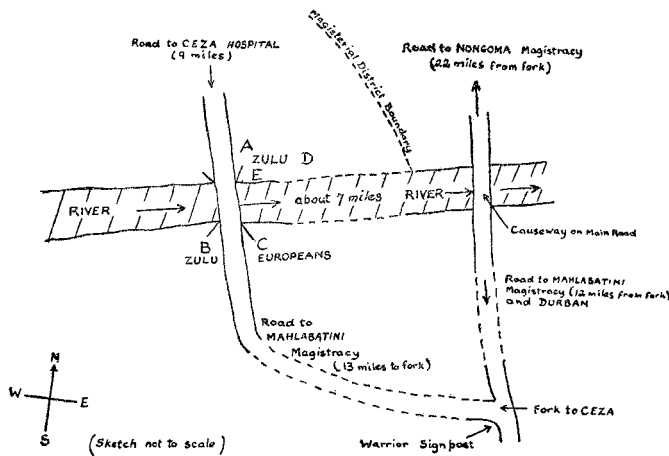 Road to CEZA HOSPITAL
(9 miles)
Magisterial District Boundary
Road to NONGOMA Magistracy
(22 miles from fork)
A
ZULU D
E
RIVER
about 7 miles
RIVER
Causeway on Main Road
B
ZULU
C
EUROPEANS
Road to MAHLABATINI
Magistracy (12 miles from fork)
and DURBAN
Road to
MAHLABATINI
Magistracy
(13 miles to fork)
N
W
E
S
Fork to CEZA
(Sketch not to scale)
Warrior Signpost